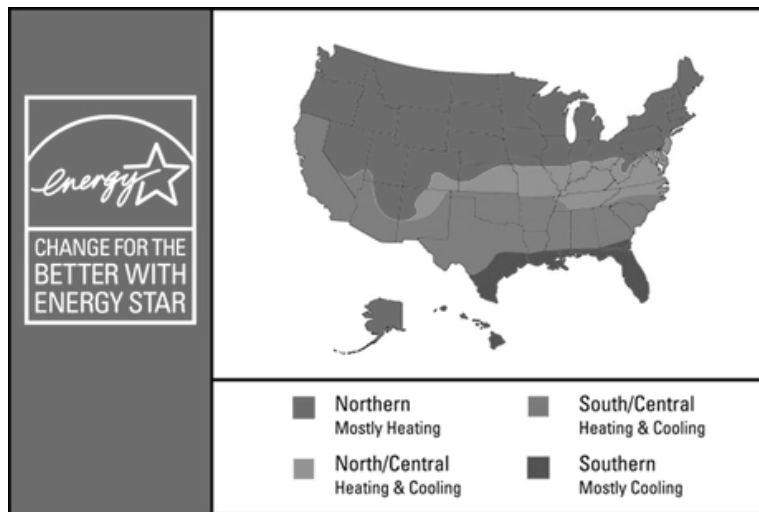 energy
CHANGE FOR THE
BETTER WITH
ENERGY STAR
Northern
Mostly Heating
South/Central
Heating & Cooling
North/Central
Heating & Cooling
Southern
Mostly Cooling